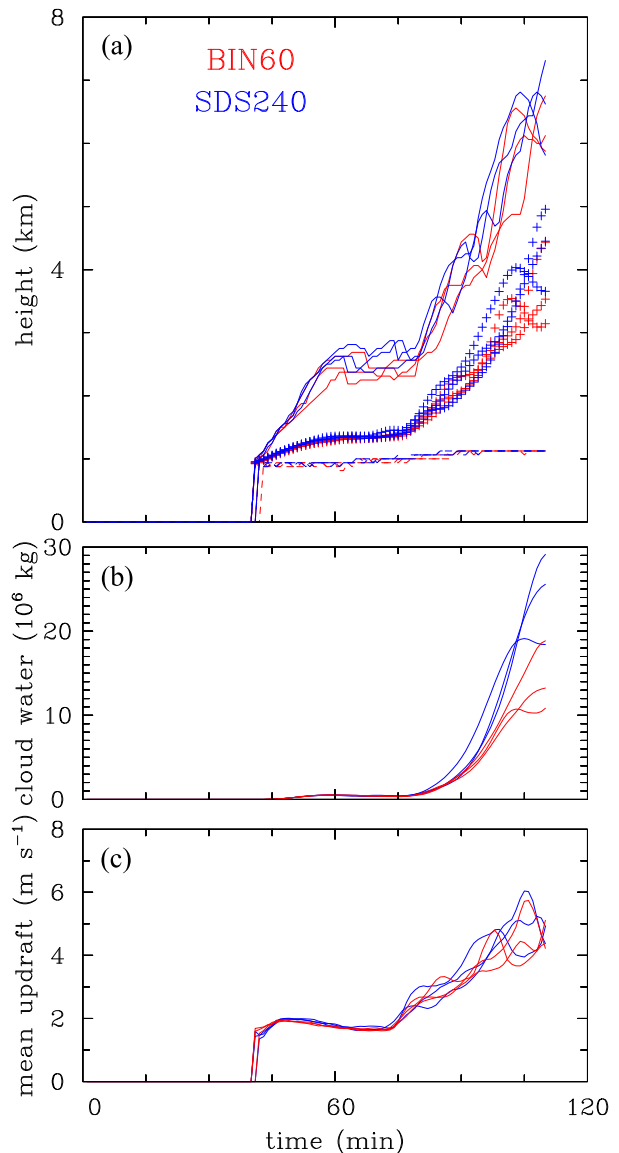 8
(a)
BIN60
SDS240
height (km)
4
0
30
(b)
cloud water (10⁶ kg)
20
10
0
8
(c)
mean updraft (m s⁻¹)
6
4
2
0
0 60 120
time (min)